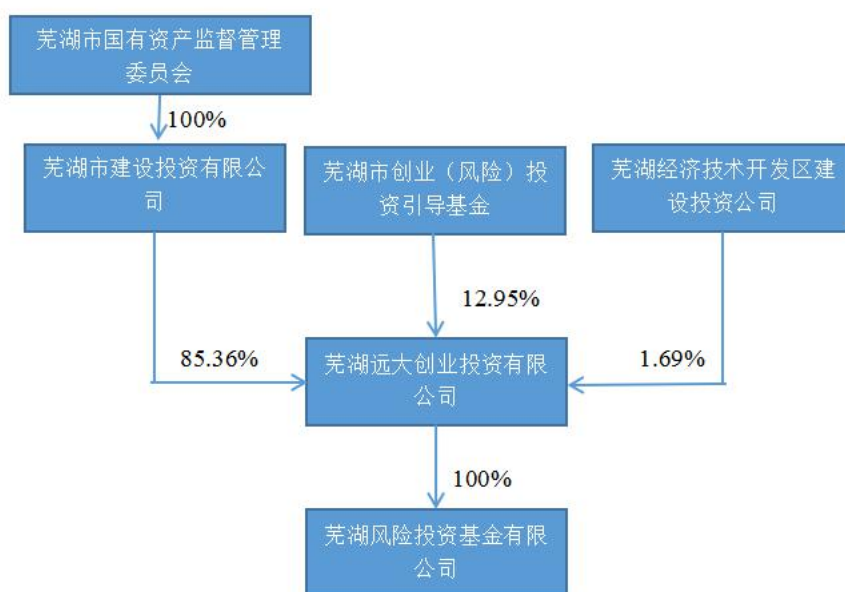 芜湖市国有资产监督管理
委员会
100%
芜湖市建设投资有限公
司
芜湖市创业（风险）投
资引导基金
芜湖经济技术开发区建
设投资公司
12.95%
85.36%
1.69%
芜湖远大创业投资有限
公司
100%
芜湖风险投资基金有限
公司